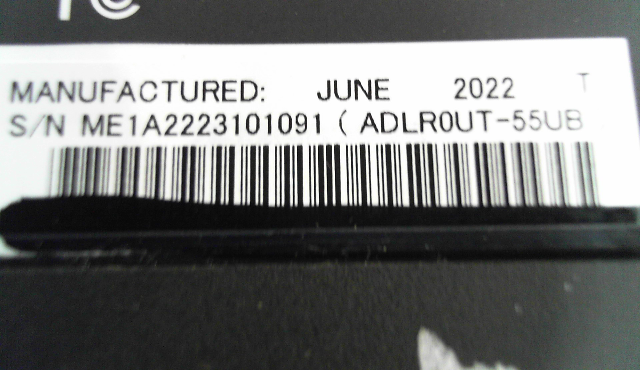 MANUFACTURED: JUNE 2022 T
S/N ME1A2223101091 ( ADLR0UT-55UB